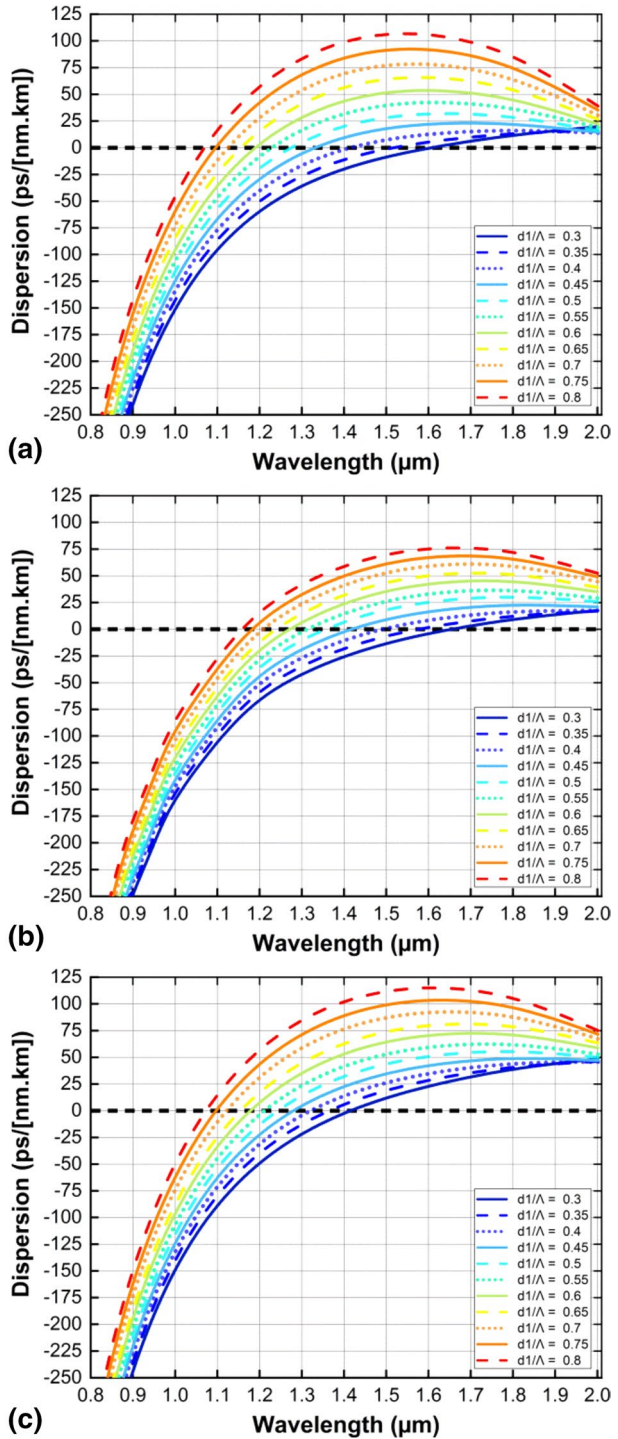 125
100
75
50
25
0
-25
-50
-75
-100
-125
-150
-175
-200
-225
-250
Dispersion (ps/[nm.km])
d1/Λ = 0.3
d1/Λ = 0.35
d1/Λ = 0.4
d1/Λ = 0.45
d1/Λ = 0.5
d1/Λ = 0.55
d1/Λ = 0.6
d1/Λ = 0.65
d1/Λ = 0.7
d1/Λ = 0.75
d1/Λ = 0.8
0.8 0.9 1.0 1.1 1.2 1.3 1.4 1.5 1.6 1.7 1.8 1.9 2.0
(a) Wavelength (µm)
125
100
75
50
25
0
-25
-50
-75
-100
-125
-150
-175
-200
-225
-250
Dispersion (ps/[nm.km])
d1/Λ = 0.3
d1/Λ = 0.35
d1/Λ = 0.4
d1/Λ = 0.45
d1/Λ = 0.5
d1/Λ = 0.55
d1/Λ = 0.6
d1/Λ = 0.65
d1/Λ = 0.7
d1/Λ = 0.75
d1/Λ = 0.8
0.8 0.9 1.0 1.1 1.2 1.3 1.4 1.5 1.6 1.7 1.8 1.9 2.0
(b) Wavelength (µm)
125
100
75
50
25
0
-25
-50
-75
-100
-125
-150
-175
-200
-225
-250
Dispersion (ps/[nm.km])
d1/Λ = 0.3
d1/Λ = 0.35
d1/Λ = 0.4
d1/Λ = 0.45
d1/Λ = 0.5
d1/Λ = 0.55
d1/Λ = 0.6
d1/Λ = 0.65
d1/Λ = 0.7
d1/Λ = 0.75
d1/Λ = 0.8
0.8 0.9 1.0 1.1 1.2 1.3 1.4 1.5 1.6 1.7 1.8 1.9 2.0
(c) Wavelength (µm)